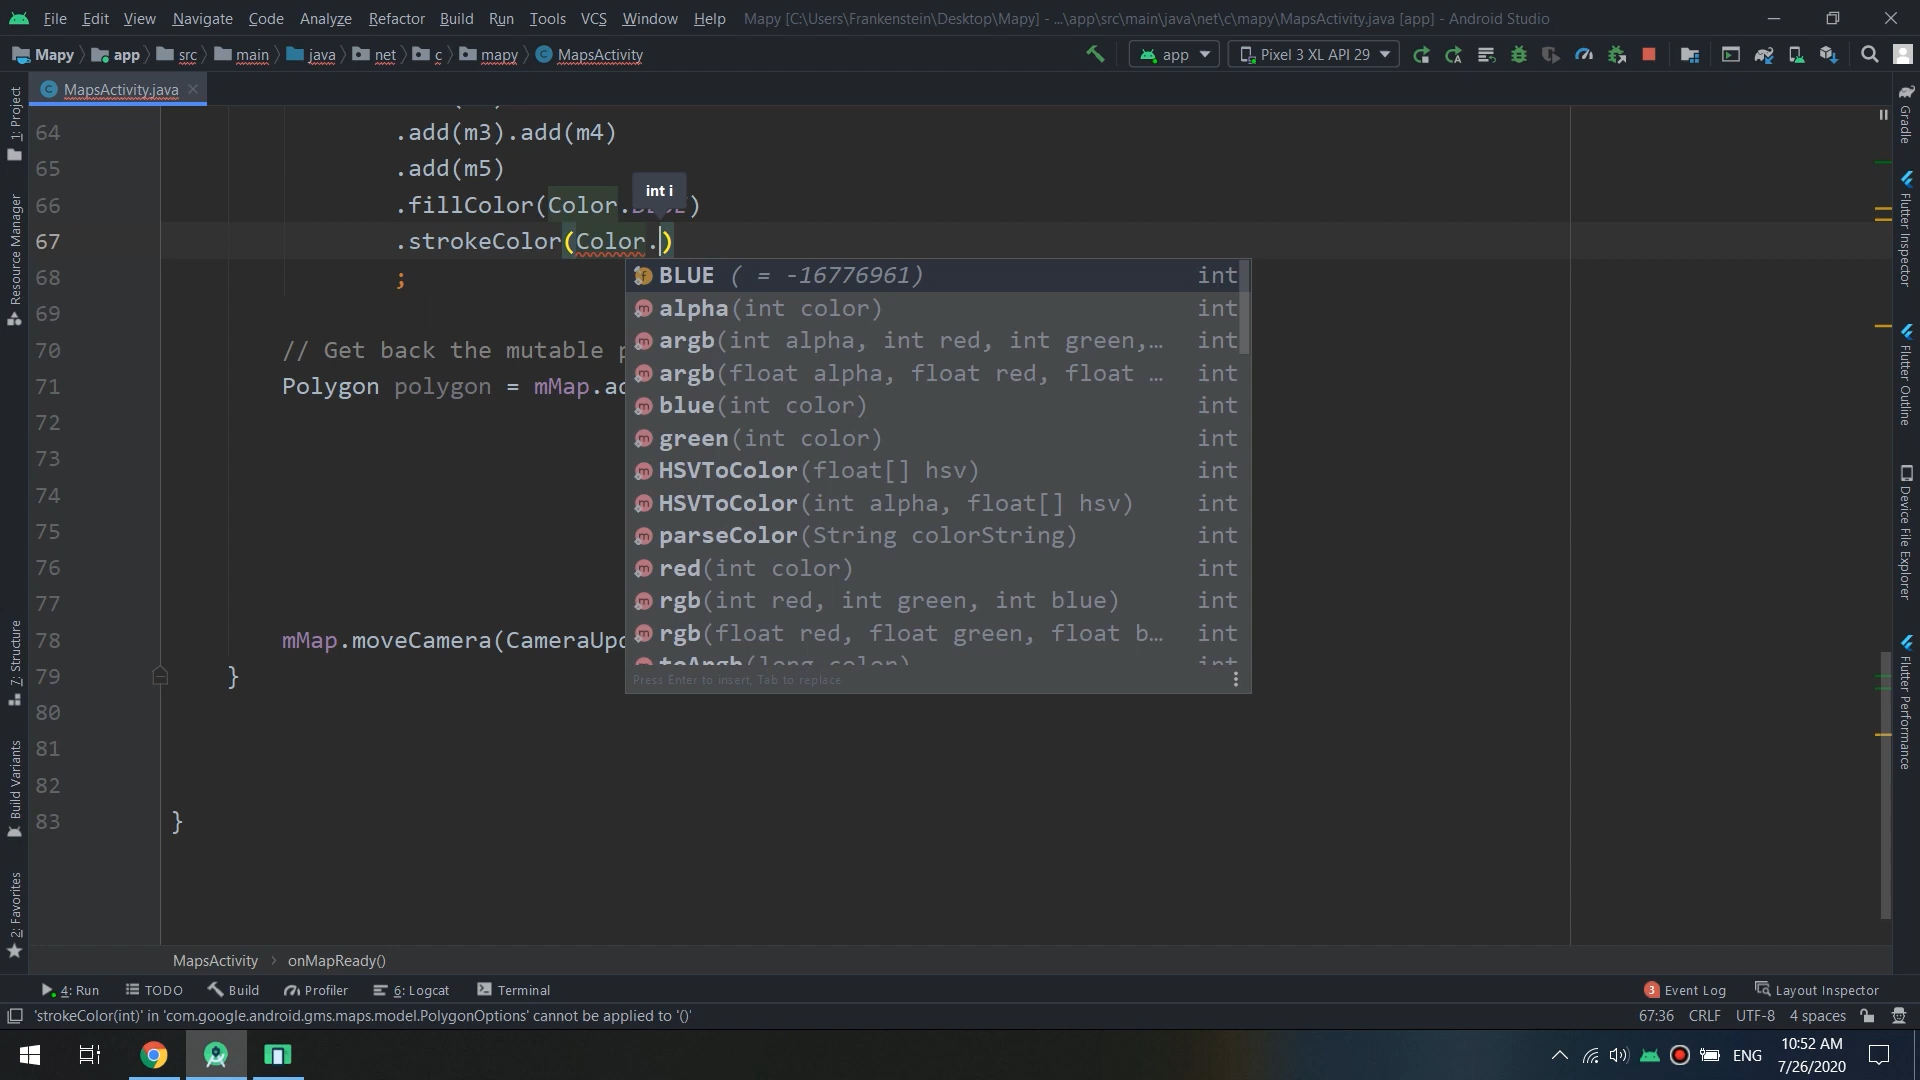 File Edit View Navigate Code Analyze Refactor Build Run Tools VCS Window Help Mapy [C:\Users\Frankenstein\Desktop\Mapy] - ...\app\src\main\java\net\c\mapy\MapsActivity.java [app] - Android Studio
Mapy app src main java net c mapy MapsActivity app Pixel 3 XL API 29
MapsActivity.java
1: Project
Resource Manager
7: Structure
Build Variants
2: Favorites
64 .add(m3).add(m4)
65 .add(m5)
int i
66 .fillColor(Color.BLUE)
67 .strokeColor(Color.)
68 ;
69
70 // Get back the mutable p
71 Polygon polygon = mMap.ad
72
73
74
75
76
77
78 mMap.moveCamera(CameraUpd
79 }
80
81
82
83 }
BLUE ( = -16776961) int
alpha(int color) int
argb(int alpha, int red, int green,… int
argb(float alpha, float red, float … int
blue(int color) int
green(int color) int
HSVToColor(float[] hsv) int
HSVToColor(int alpha, float[] hsv) int
parseColor(String colorString) int
red(int color) int
rgb(int red, int green, int blue) int
rgb(float red, float green, float b… int
toArgb(long color) int
Press Enter to insert, Tab to replace
Gradle
Flutter Inspector
Flutter Outline
Device File Explorer
Flutter Performance
MapsActivity onMapReady()
4: Run TODO Build Profiler 6: Logcat Terminal 3 Event Log Layout Inspector
'strokeColor(int)' in 'com.google.android.gms.maps.model.PolygonOptions' cannot be applied to '()' 67:36 CRLF UTF-8 4 spaces
ENG 10:52 AM
7/26/2020